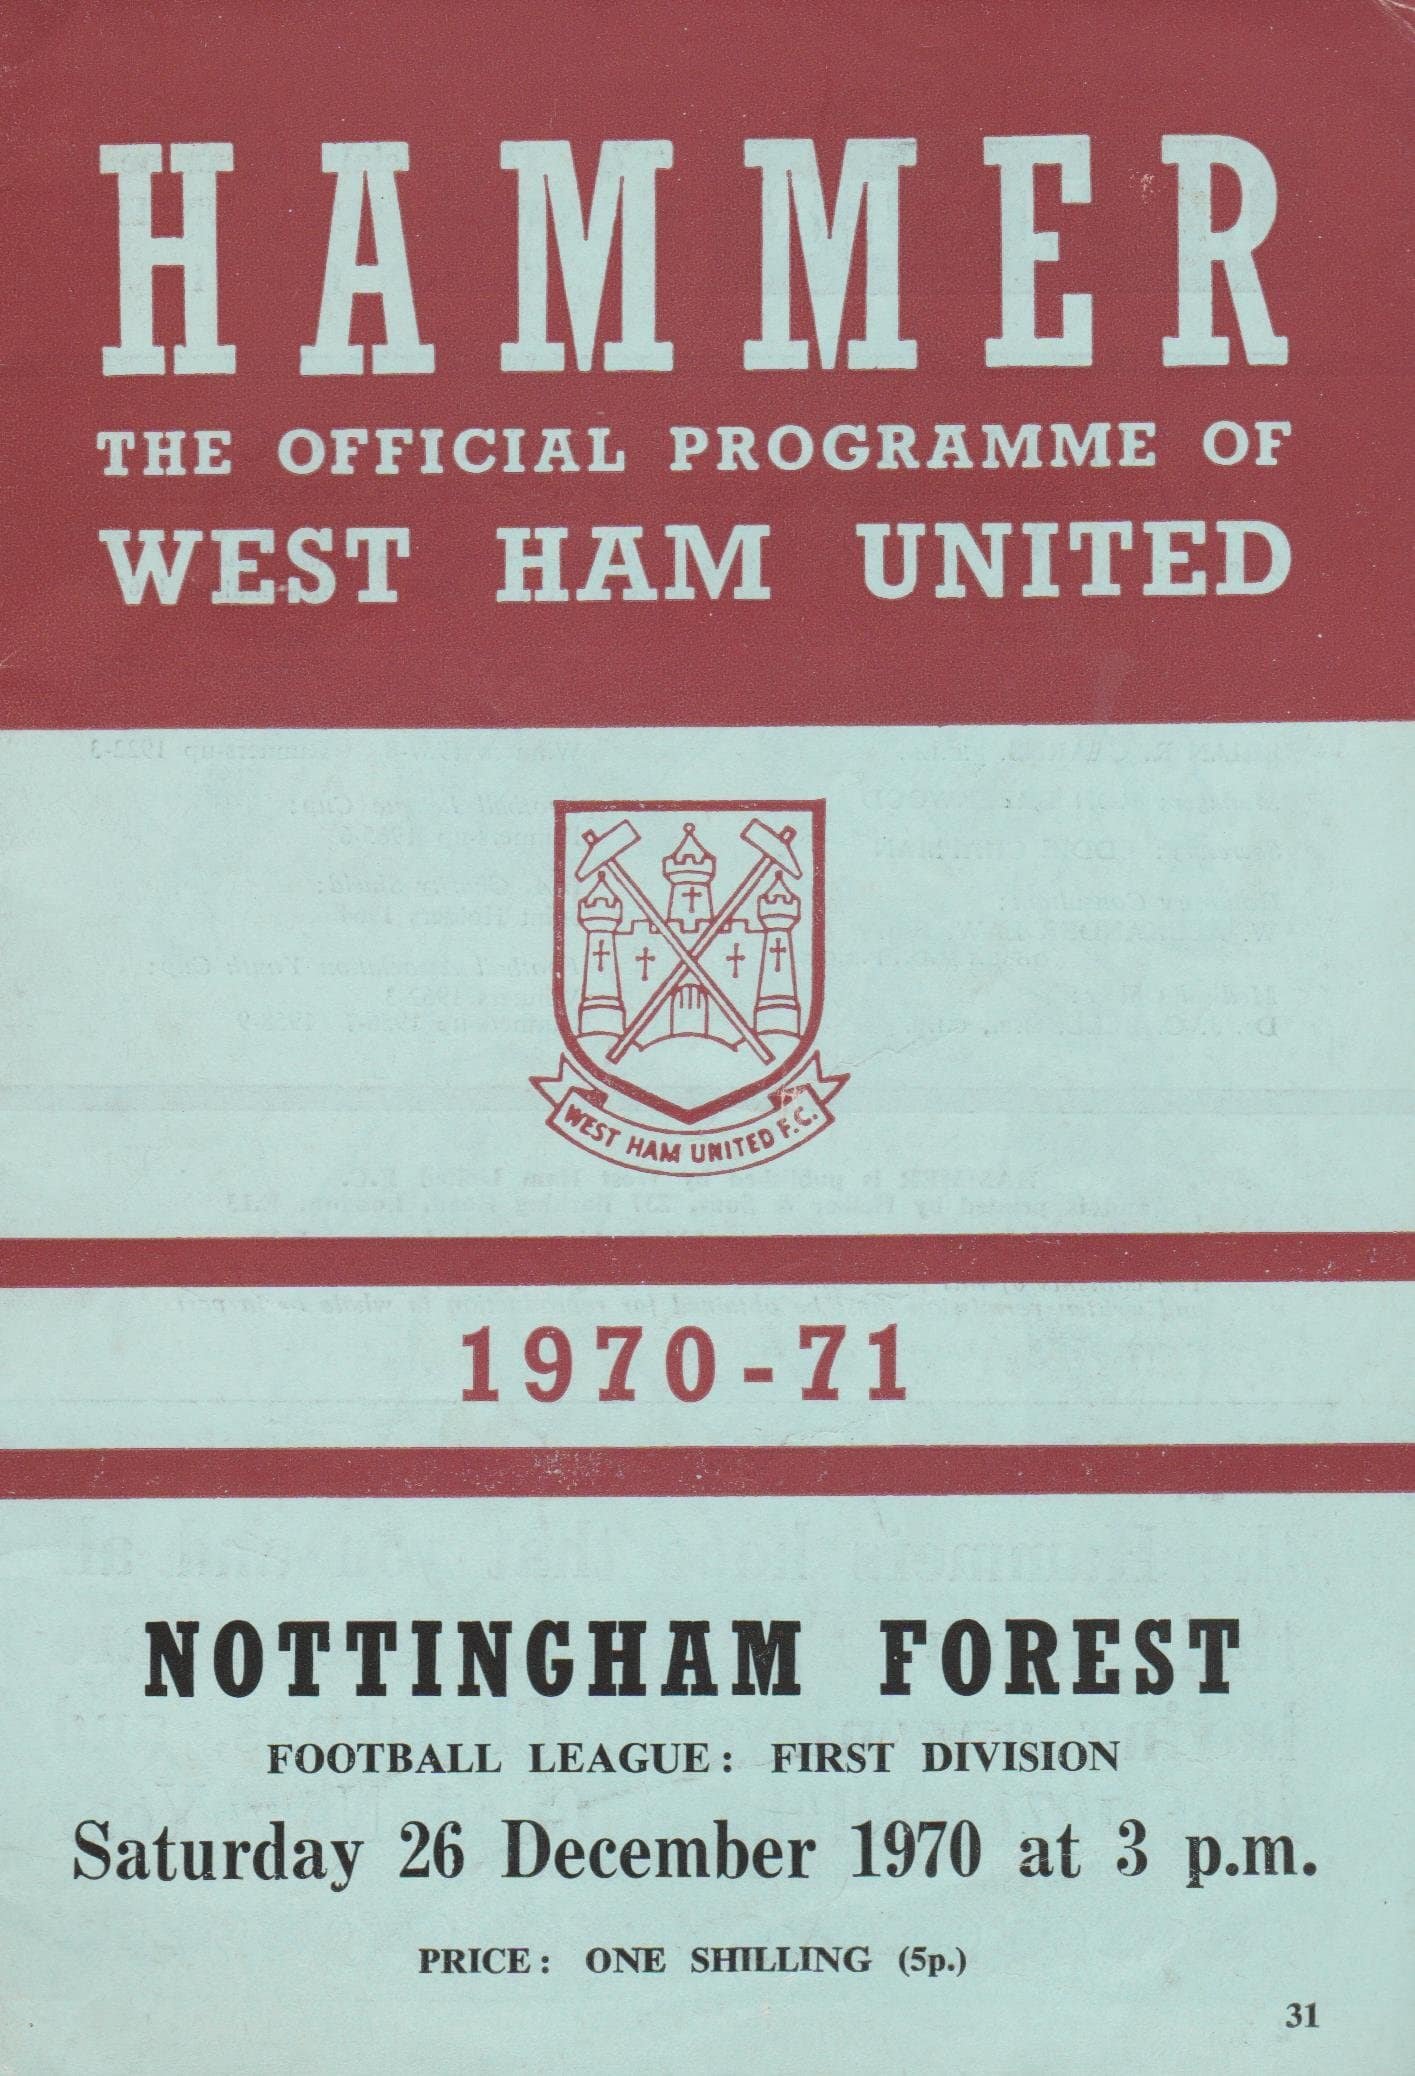 HAMMER
THE OFFICIAL PROGRAMME OF
WEST HAM UNITED
WEST HAM UNITED F.C.
1970-71
NOTTINGHAM FOREST
FOOTBALL LEAGUE: FIRST DIVISION
Saturday 26 December 1970 at 3 p.m.
PRICE: ONE SHILLING (5p.)
31